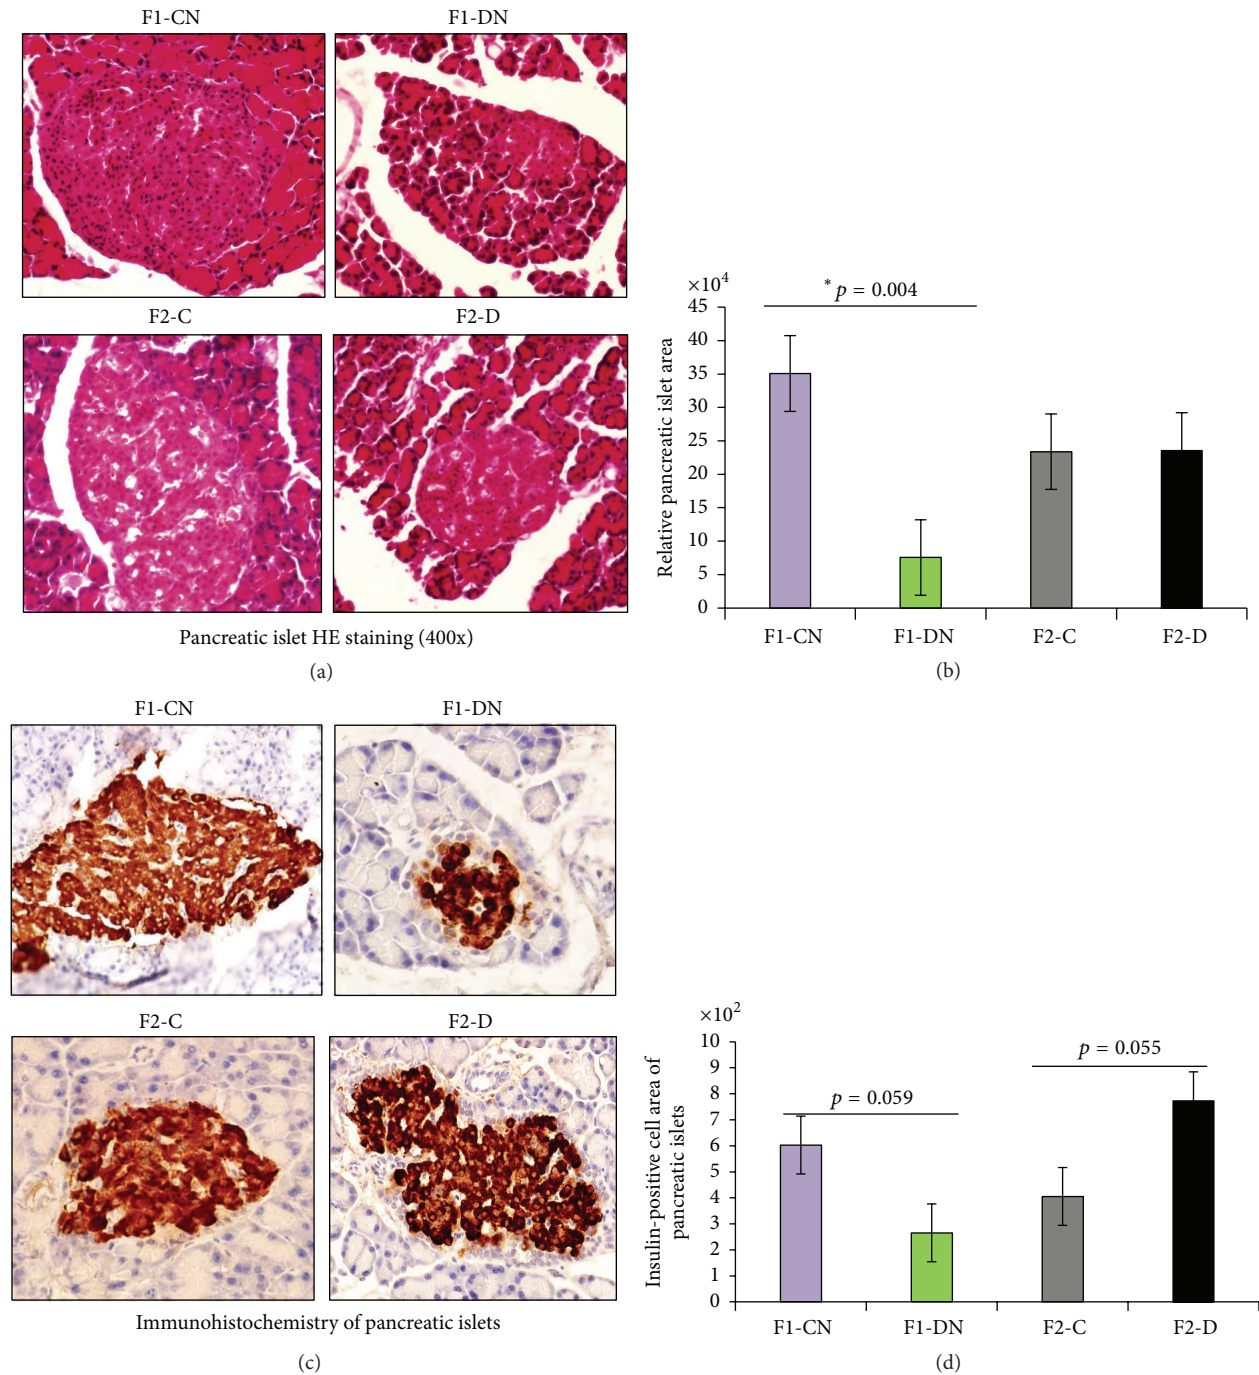 F1-CN
F1-DN
F2-C
F2-D
Pancreatic islet HE staining (400x)
(a)
×10⁴
* p = 0.004
45
40
35
30
25
20
15
10
5
0
Relative pancreatic islet area
F1-CN
F1-DN
F2-C
F2-D
(b)
F1-CN
F1-DN
F2-C
F2-D
Immunohistochemistry of pancreatic islets
(c)
×10²
p = 0.055
p = 0.059
10
9
8
7
6
5
4
3
2
1
0
Insulin-positive cell area of
pancreatic islets
F1-CN
F1-DN
F2-C
F2-D
(d)